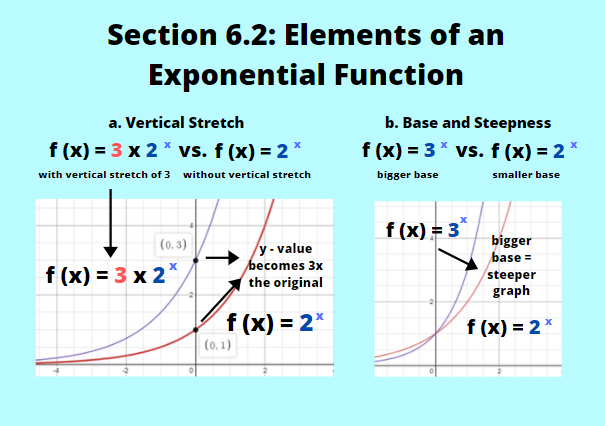 Section 6.2: Elements of an
Exponential Function
a. Vertical Stretch
f (x) = 3 x 2 x vs. f (x) = 2 x
with vertical stretch of 3 without vertical stretch
4
(0, 3)
y - value
becomes 3x
the original
f (x) = 3 x 2 x
2
f (x) = 2 x
(0, 1)
-4 -2 0 2
b. Base and Steepness
f (x) = 3 x vs. f (x) = 2 x
bigger base smaller base
f (x) = 3 x
4
bigger
base =
steeper
graph
2
f (x) = 2 x
0 2